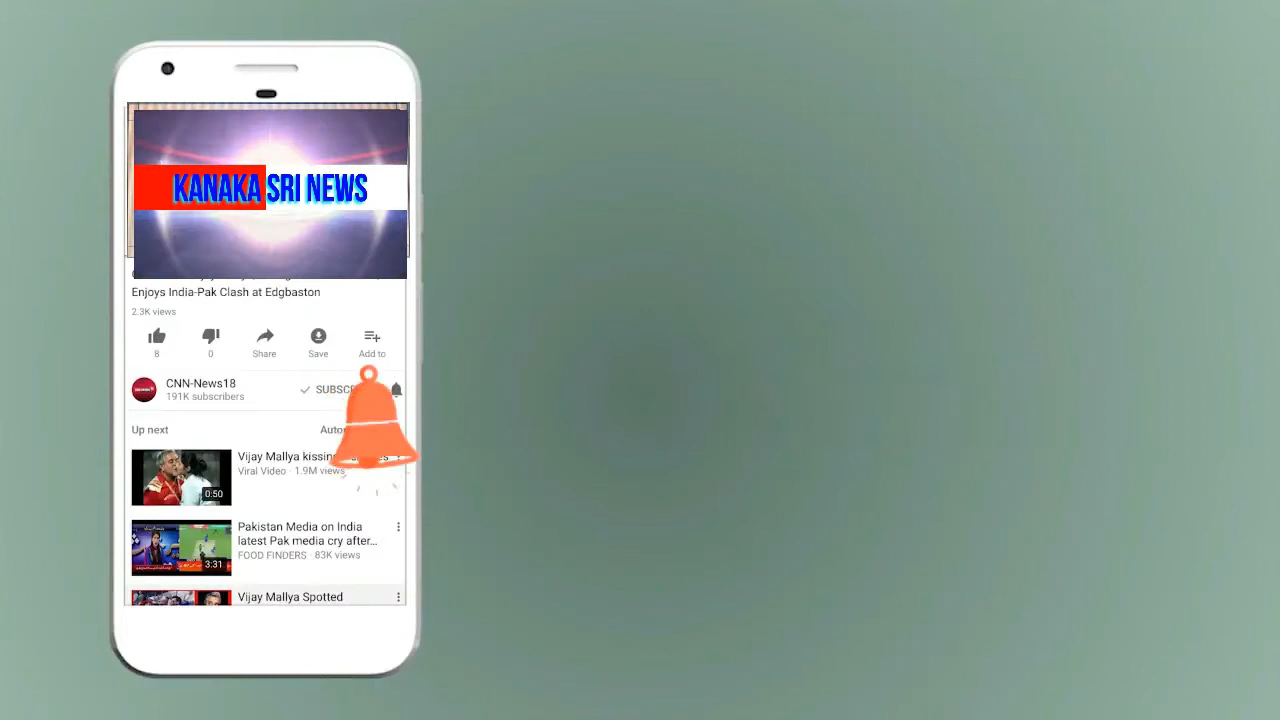 KANAKA SRI NEWS
Enjoys India-Pak Clash at Edgbaston
2.3K views
8
0
Share
Save
Add to
CNN-News18
191K subscribers
SUBSC
Up next
Auto
Vijay Mallya kissing
Viral Video · 1.9M views
0:50
Pakistan Media on India
latest Pak media cry after...
FOOD FINDERS · 83K views
3:31
Vijay Mallya Spotted